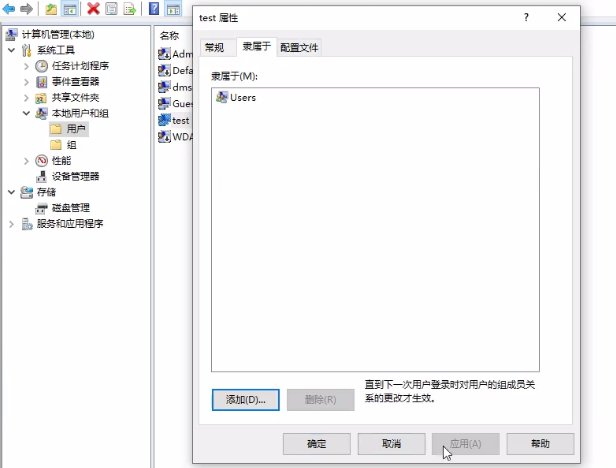 test 属性
?
计算机管理(本地)
系统工具
任务计划程序
事件查看器
共享文件夹
本地用户和组
用户
组
性能
设备管理器
存储
磁盘管理
服务和应用程序
名称
Adm
Defa
dms
Gues
test
WDA
常规
隶属于
配置文件
隶属于(M):
Users
添加(D)...
删除(R)
直到下一次用户登录时对用户的组成员关
系的更改才生效。
确定
取消
应用(A)
帮助